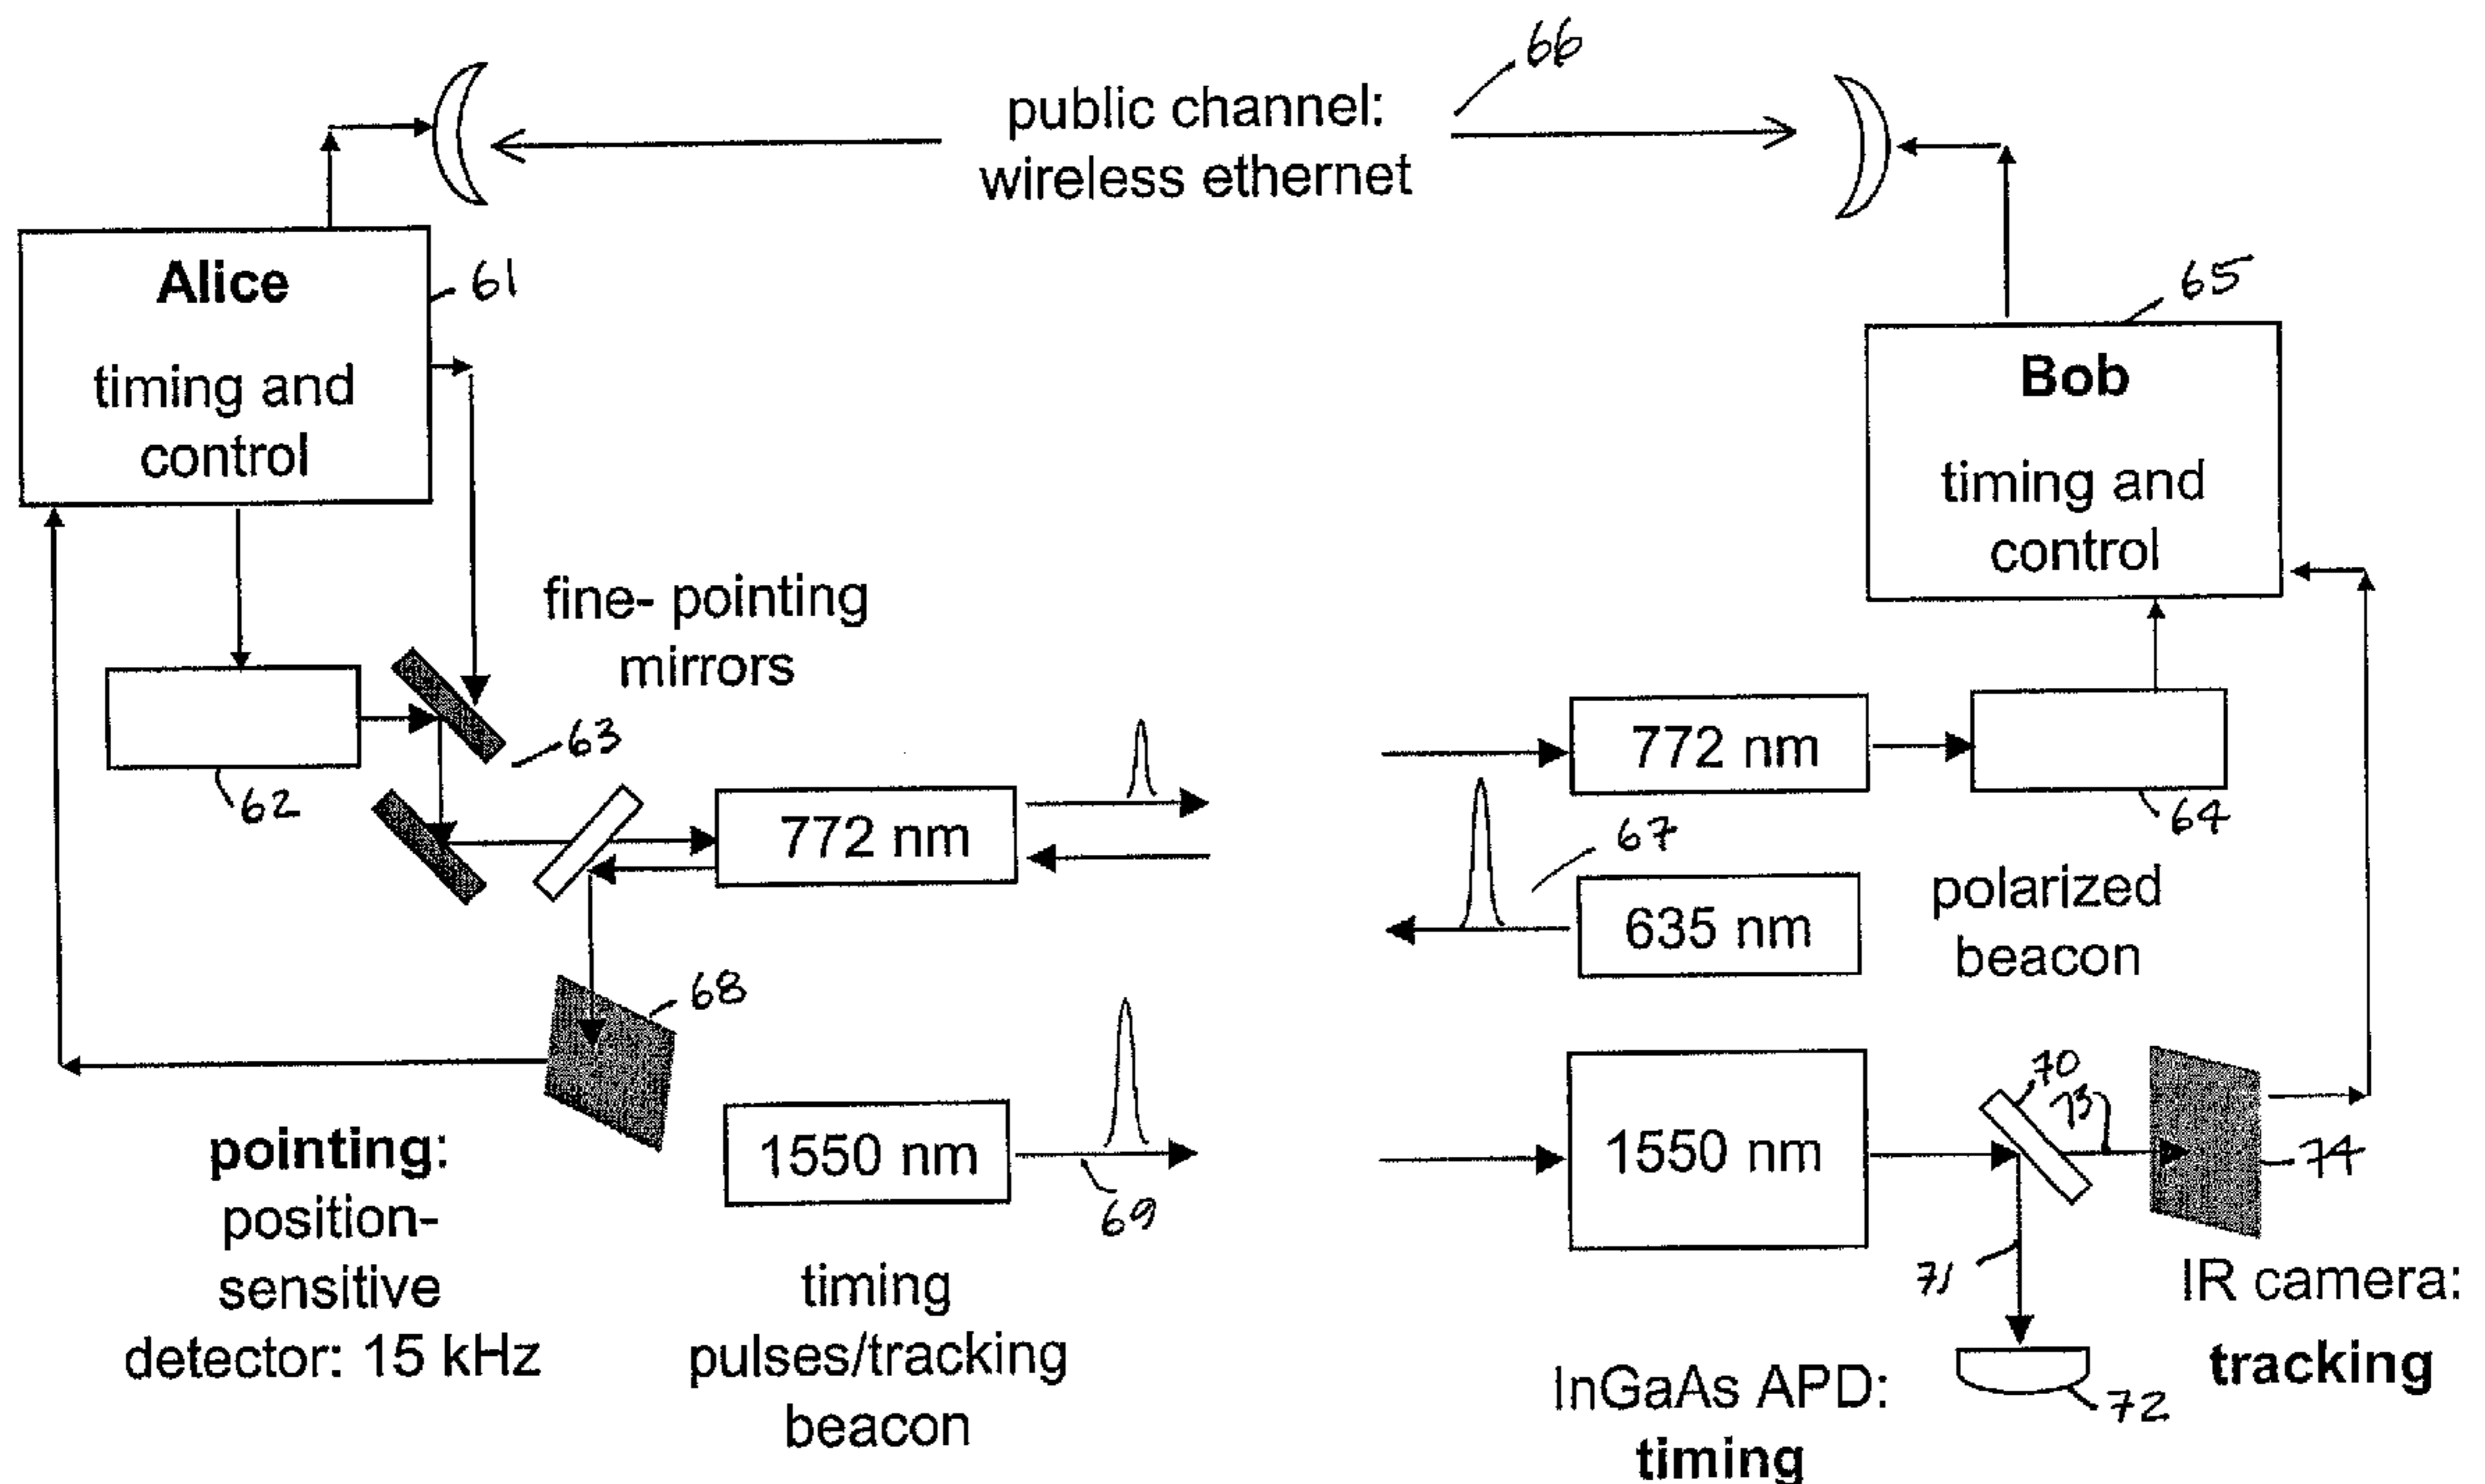 66
public channel:
wireless ethernet
Alice
timing and
control
61
65
Bob
timing and
control
fine- pointing
mirrors
63
62
772 nm
772 nm
64
67
635 nm
polarized
beacon
68
pointing:
position-
sensitive
detector: 15 kHz
1550 nm
69
timing
pulses/tracking
beacon
1550 nm
70
73
74
71
IR camera:
tracking
InGaAs APD:
timing
72